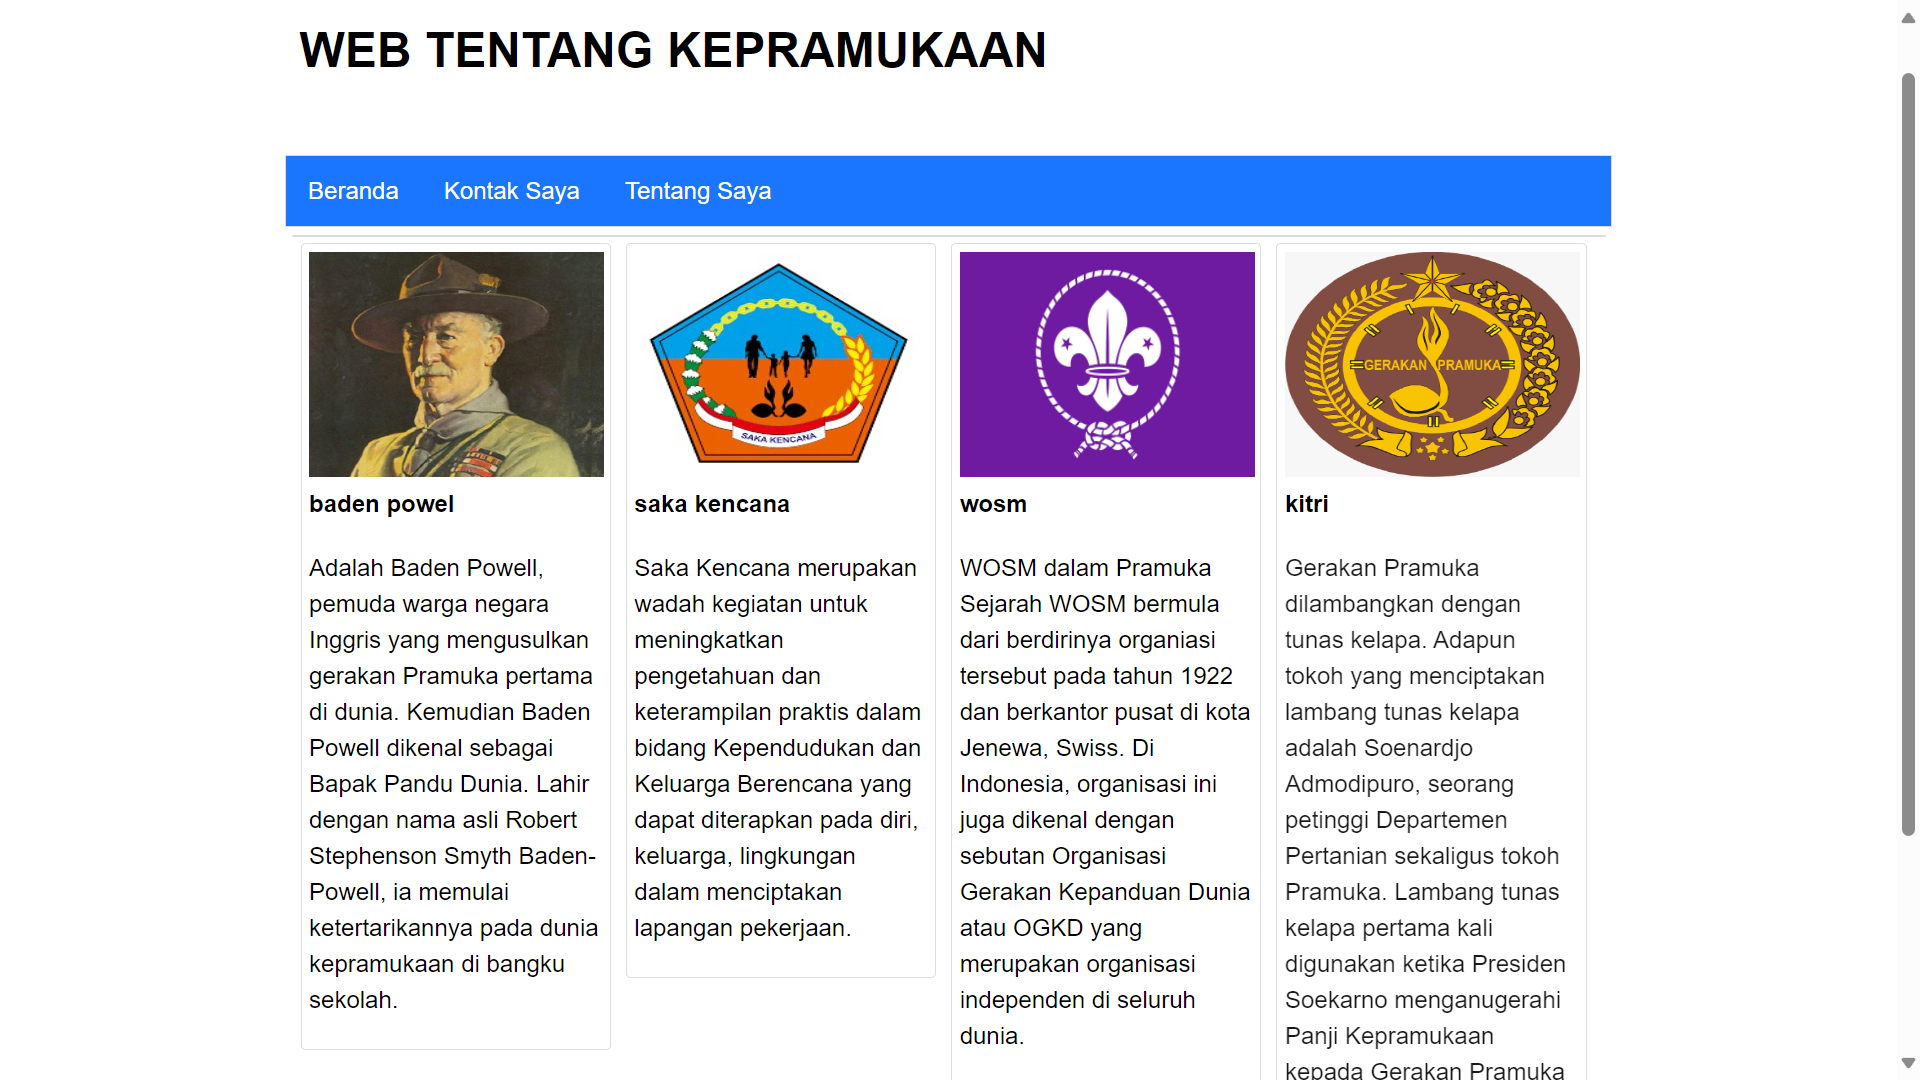 WEB TENTANG KEPRAMUKAAN
Beranda
Kontak Saya
Tentang Saya
baden powel
Adalah Baden Powell,
pemuda warga negara
Inggris yang mengusulkan
gerakan Pramuka pertama
di dunia. Kemudian Baden
Powell dikenal sebagai
Bapak Pandu Dunia. Lahir
dengan nama asli Robert
Stephenson Smyth Baden-
Powell, ia memulai
ketertarikannya pada dunia
kepramukaan di bangku
sekolah.
SAKA KENCANA
saka kencana
Saka Kencana merupakan
wadah kegiatan untuk
meningkatkan
pengetahuan dan
keterampilan praktis dalam
bidang Kependudukan dan
Keluarga Berencana yang
dapat diterapkan pada diri,
keluarga, lingkungan
dalam menciptakan
lapangan pekerjaan.
wosm
WOSM dalam Pramuka
Sejarah WOSM bermula
dari berdirinya organiasi
tersebut pada tahun 1922
dan berkantor pusat di kota
Jenewa, Swiss. Di
Indonesia, organisasi ini
juga dikenal dengan
sebutan Organisasi
Gerakan Kepanduan Dunia
atau OGKD yang
merupakan organisasi
independen di seluruh
dunia.
GERAKAN PRAMUKA
kitri
Gerakan Pramuka
dilambangkan dengan
tunas kelapa. Adapun
tokoh yang menciptakan
lambang tunas kelapa
adalah Soenardjo
Admodipuro, seorang
petinggi Departemen
Pertanian sekaligus tokoh
Pramuka. Lambang tunas
kelapa pertama kali
digunakan ketika Presiden
Soekarno menganugerahi
Panji Kepramukaan
kepada Gerakan Pramuka